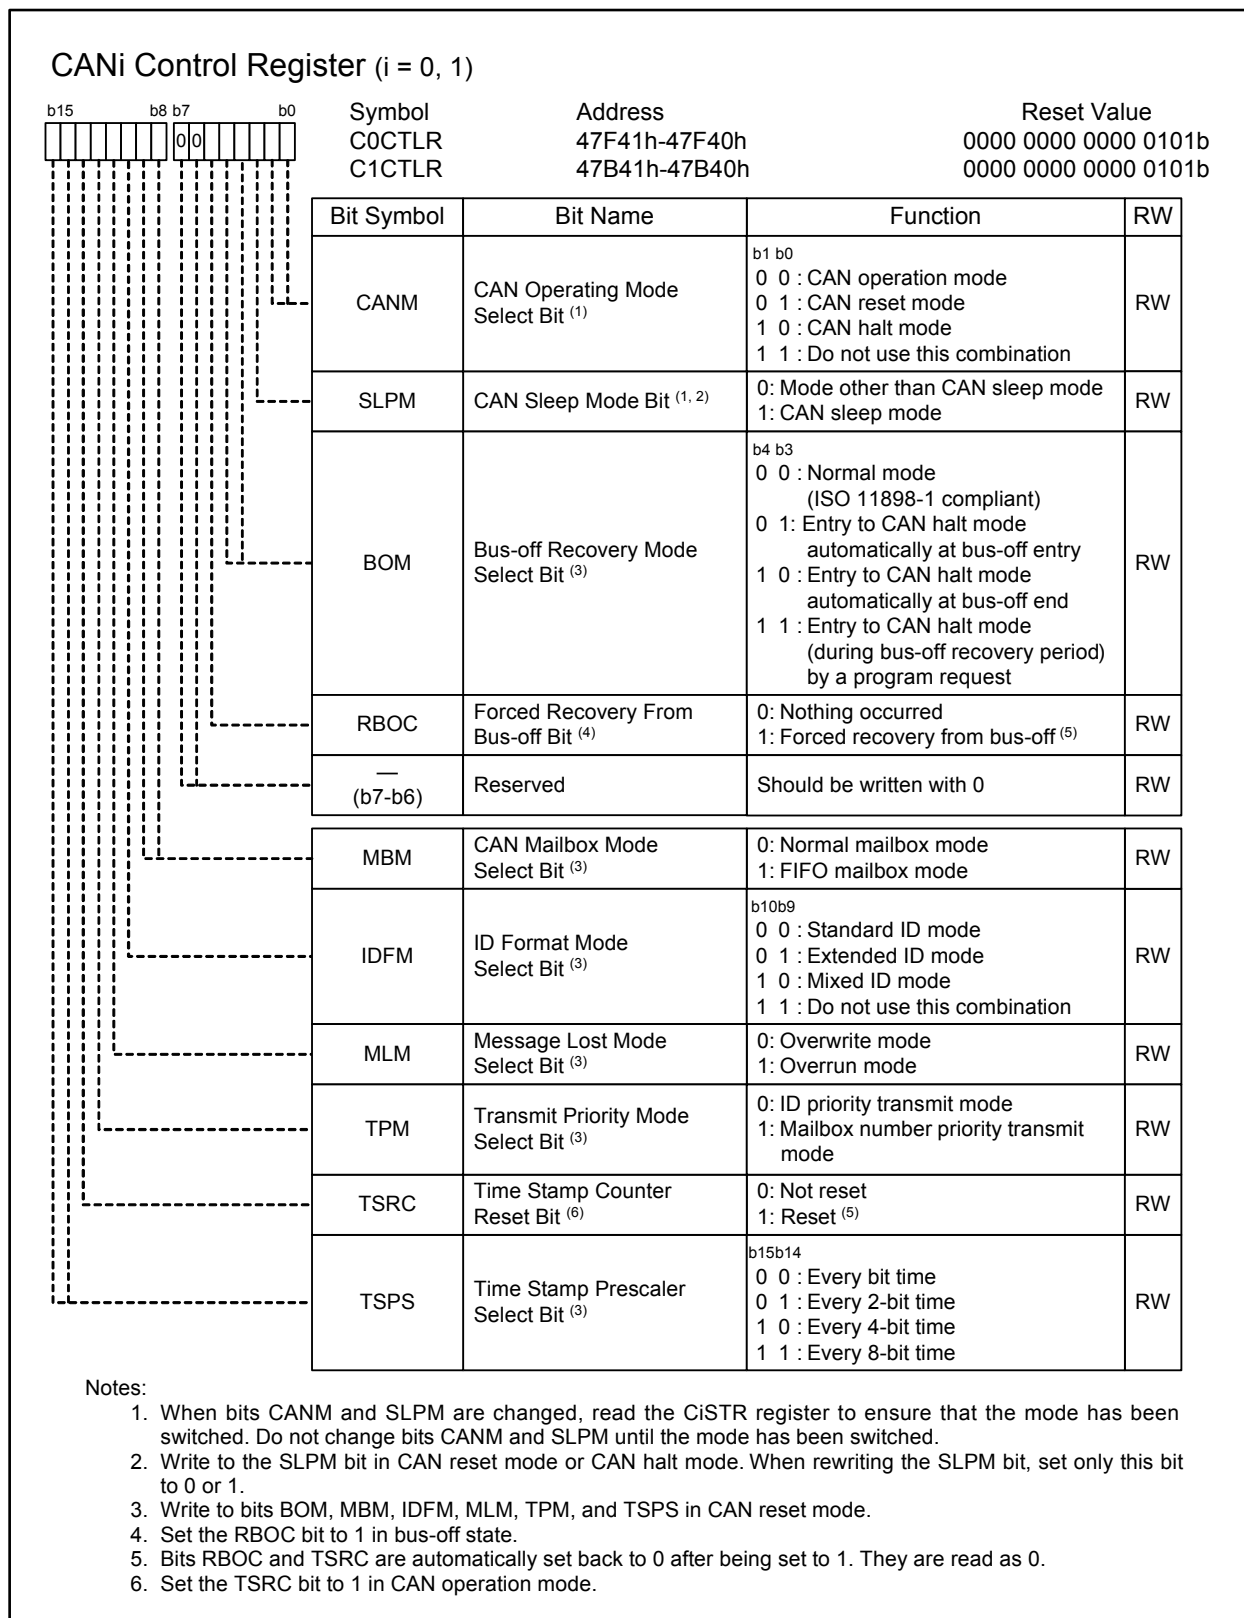 CANi Control Register (i = 0, 1)
b15 b8 b7 b0
Symbol Address Reset Value
0 0
C0CTLR 47F41h-47F40h 0000 0000 0000 0101b
C1CTLR 47B41h-47B40h 0000 0000 0000 0101b
Bit Symbol Bit Name Function RW
CANM
CAN Operating Mode
Select Bit (1)
b1 b0
0 0 : CAN operation mode
0 1 : CAN reset mode
1 0 : CAN halt mode
1 1 : Do not use this combination
RW
SLPM
CAN Sleep Mode Bit (1, 2)
0: Mode other than CAN sleep mode
1: CAN sleep mode
RW
BOM
Bus-off Recovery Mode
Select Bit (3)
b4 b3
0 0 : Normal mode
(ISO 11898-1 compliant)
0 1: Entry to CAN halt mode
automatically at bus-off entry
1 0 : Entry to CAN halt mode
automatically at bus-off end
1 1 : Entry to CAN halt mode
(during bus-off recovery period)
by a program request
RW
RBOC
Forced Recovery From
Bus-off Bit (4)
0: Nothing occurred
1: Forced recovery from bus-off (5)
RW
—
(b7-b6)
Reserved
Should be written with 0
RW
MBM
CAN Mailbox Mode
Select Bit (3)
0: Normal mailbox mode
1: FIFO mailbox mode
RW
IDFM
ID Format Mode
Select Bit (3)
b10b9
0 0 : Standard ID mode
0 1 : Extended ID mode
1 0 : Mixed ID mode
1 1 : Do not use this combination
RW
MLM
Message Lost Mode
Select Bit (3)
0: Overwrite mode
1: Overrun mode
RW
TPM
Transmit Priority Mode
Select Bit (3)
0: ID priority transmit mode
1: Mailbox number priority transmit
mode
RW
TSRC
Time Stamp Counter
Reset Bit (6)
0: Not reset
1: Reset (5)
RW
TSPS
Time Stamp Prescaler
Select Bit (3)
b15b14
0 0 : Every bit time
0 1 : Every 2-bit time
1 0 : Every 4-bit time
1 1 : Every 8-bit time
RW
Notes:
1. When bits CANM and SLPM are changed, read the CiSTR register to ensure that the mode has been
switched. Do not change bits CANM and SLPM until the mode has been switched.
2. Write to the SLPM bit in CAN reset mode or CAN halt mode. When rewriting the SLPM bit, set only this bit
to 0 or 1.
3. Write to bits BOM, MBM, IDFM, MLM, TPM, and TSPS in CAN reset mode.
4. Set the RBOC bit to 1 in bus-off state.
5. Bits RBOC and TSRC are automatically set back to 0 after being set to 1. They are read as 0.
6. Set the TSRC bit to 1 in CAN operation mode.